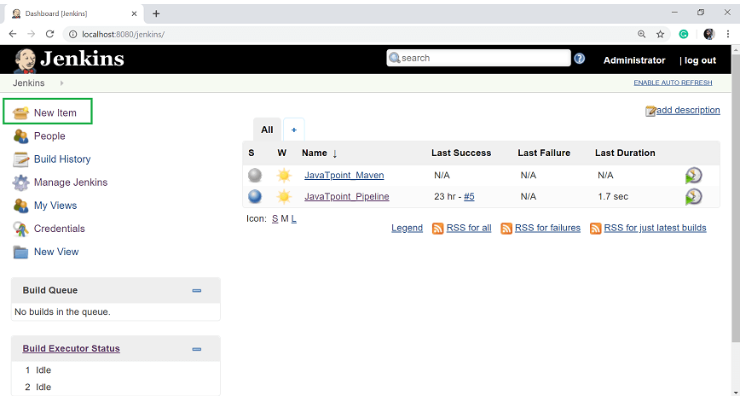 Dashboard [Jenkins]
localhost:8080/jenkins/
Jenkins
search
Administrator
| log out
Jenkins
ENABLE AUTO REFRESH
New Item
People
Build History
Manage Jenkins
My Views
Credentials
New View
Build Queue
No builds in the queue.
Build Executor Status
1 Idle
2 Idle
add description
All +
S W Name ↓ Last Success Last Failure Last Duration
JavaTpoint_Maven N/A N/A N/A
JavaTpoint_Pipeline 23 hr - #5 N/A 1.7 sec
Icon: S M L
Legend RSS for all RSS for failures RSS for just latest builds